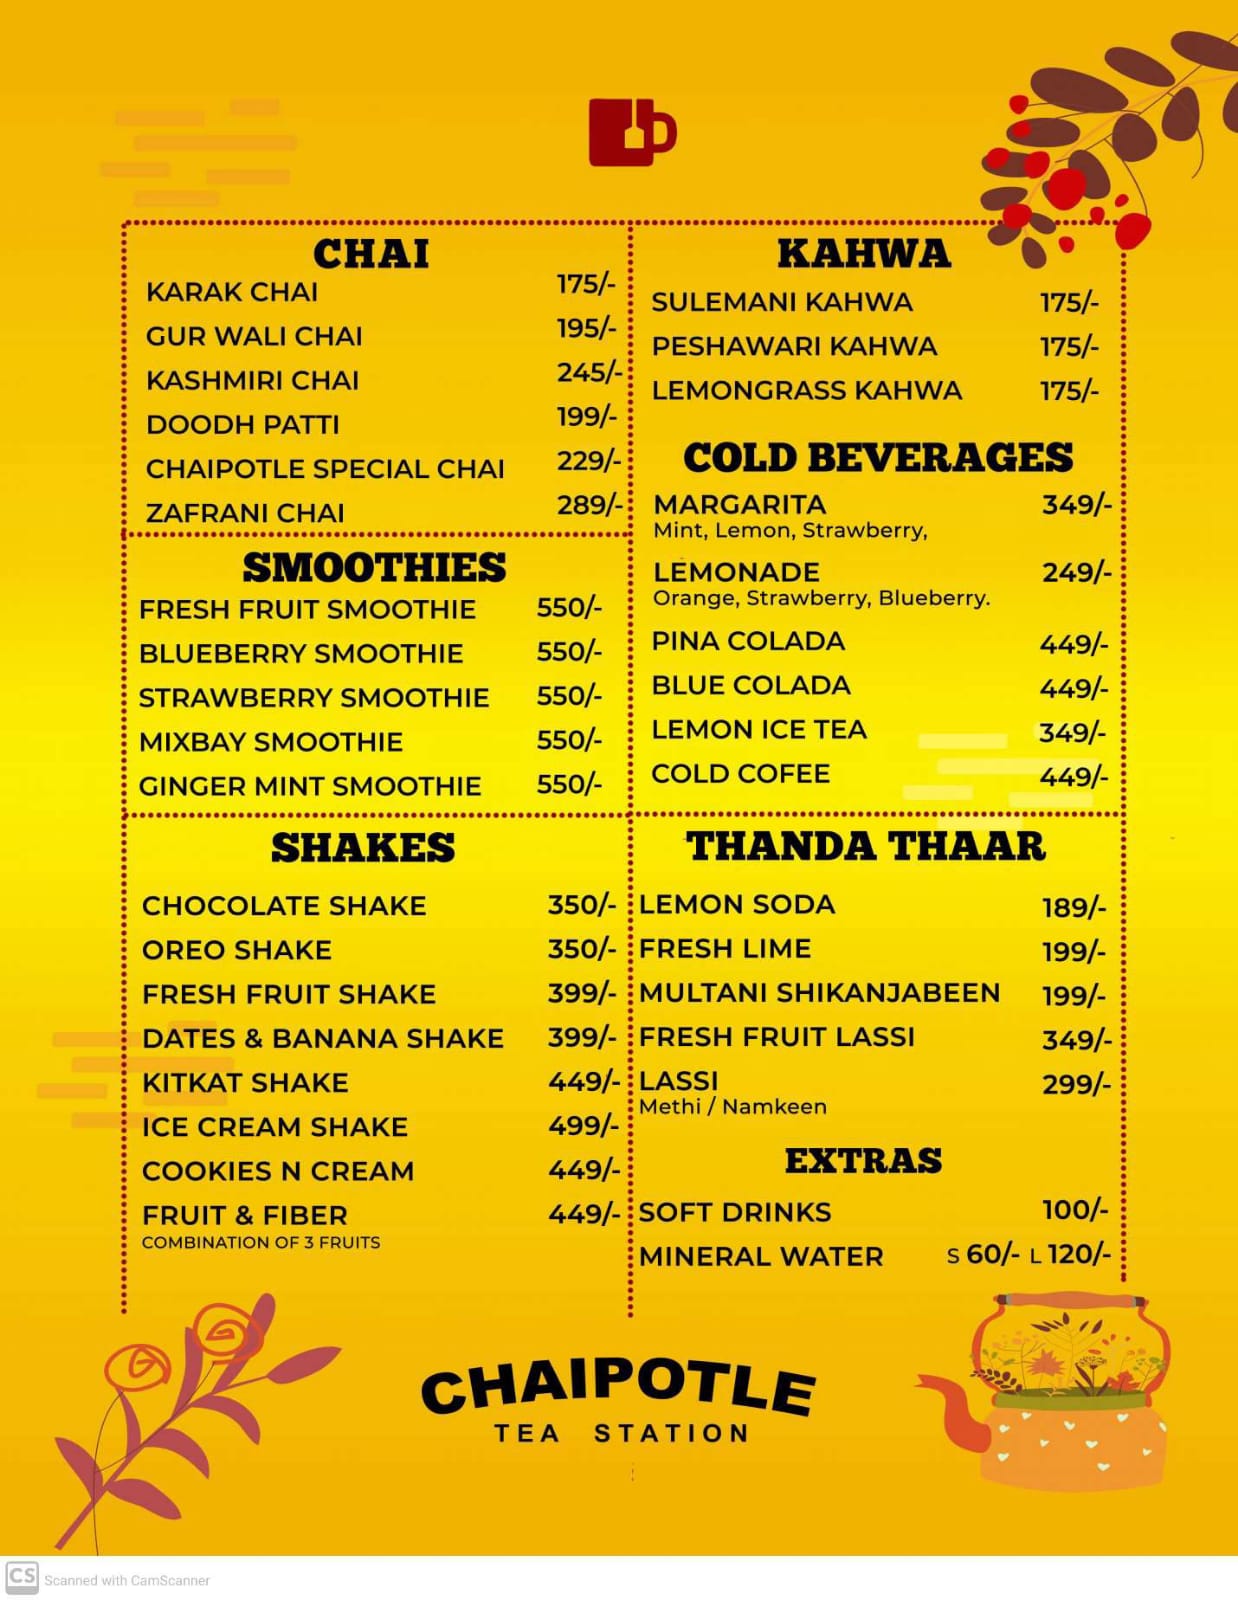 CHAI
KARAK CHAI 175/-
GUR WALI CHAI 195/-
KASHMIRI CHAI 245/-
DOODH PATTI 199/-
CHAIPOTLE SPECIAL CHAI 229/-
ZAFRANI CHAI 289/-
SMOOTHIES
FRESH FRUIT SMOOTHIE 550/-
BLUEBERRY SMOOTHIE 550/-
STRAWBERRY SMOOTHIE 550/-
MIXBAY SMOOTHIE 550/-
GINGER MINT SMOOTHIE 550/-
SHAKES
CHOCOLATE SHAKE 350/-
OREO SHAKE 350/-
FRESH FRUIT SHAKE 399/-
DATES & BANANA SHAKE 399/-
KITKAT SHAKE 449/-
ICE CREAM SHAKE 499/-
COOKIES N CREAM 449/-
FRUIT & FIBER 449/-
COMBINATION OF 3 FRUITS
KAHWA
SULEMANI KAHWA 175/-
PESHAWARI KAHWA 175/-
LEMONGRASS KAHWA 175/-
COLD BEVERAGES
MARGARITA 349/-
Mint, Lemon, Strawberry,
LEMONADE 249/-
Orange, Strawberry, Blueberry.
PINA COLADA 449/-
BLUE COLADA 449/-
LEMON ICE TEA 349/-
COLD COFEE 449/-
THANDA THAAR
LEMON SODA 189/-
FRESH LIME 199/-
MULTANI SHIKANJABEEN 199/-
FRESH FRUIT LASSI 349/-
LASSI 299/-
Methi / Namkeen
EXTRAS
SOFT DRINKS 100/-
MINERAL WATER S 60/- L 120/-
CHAIPOTLE
TEA STATION
CS Scanned with CamScanner